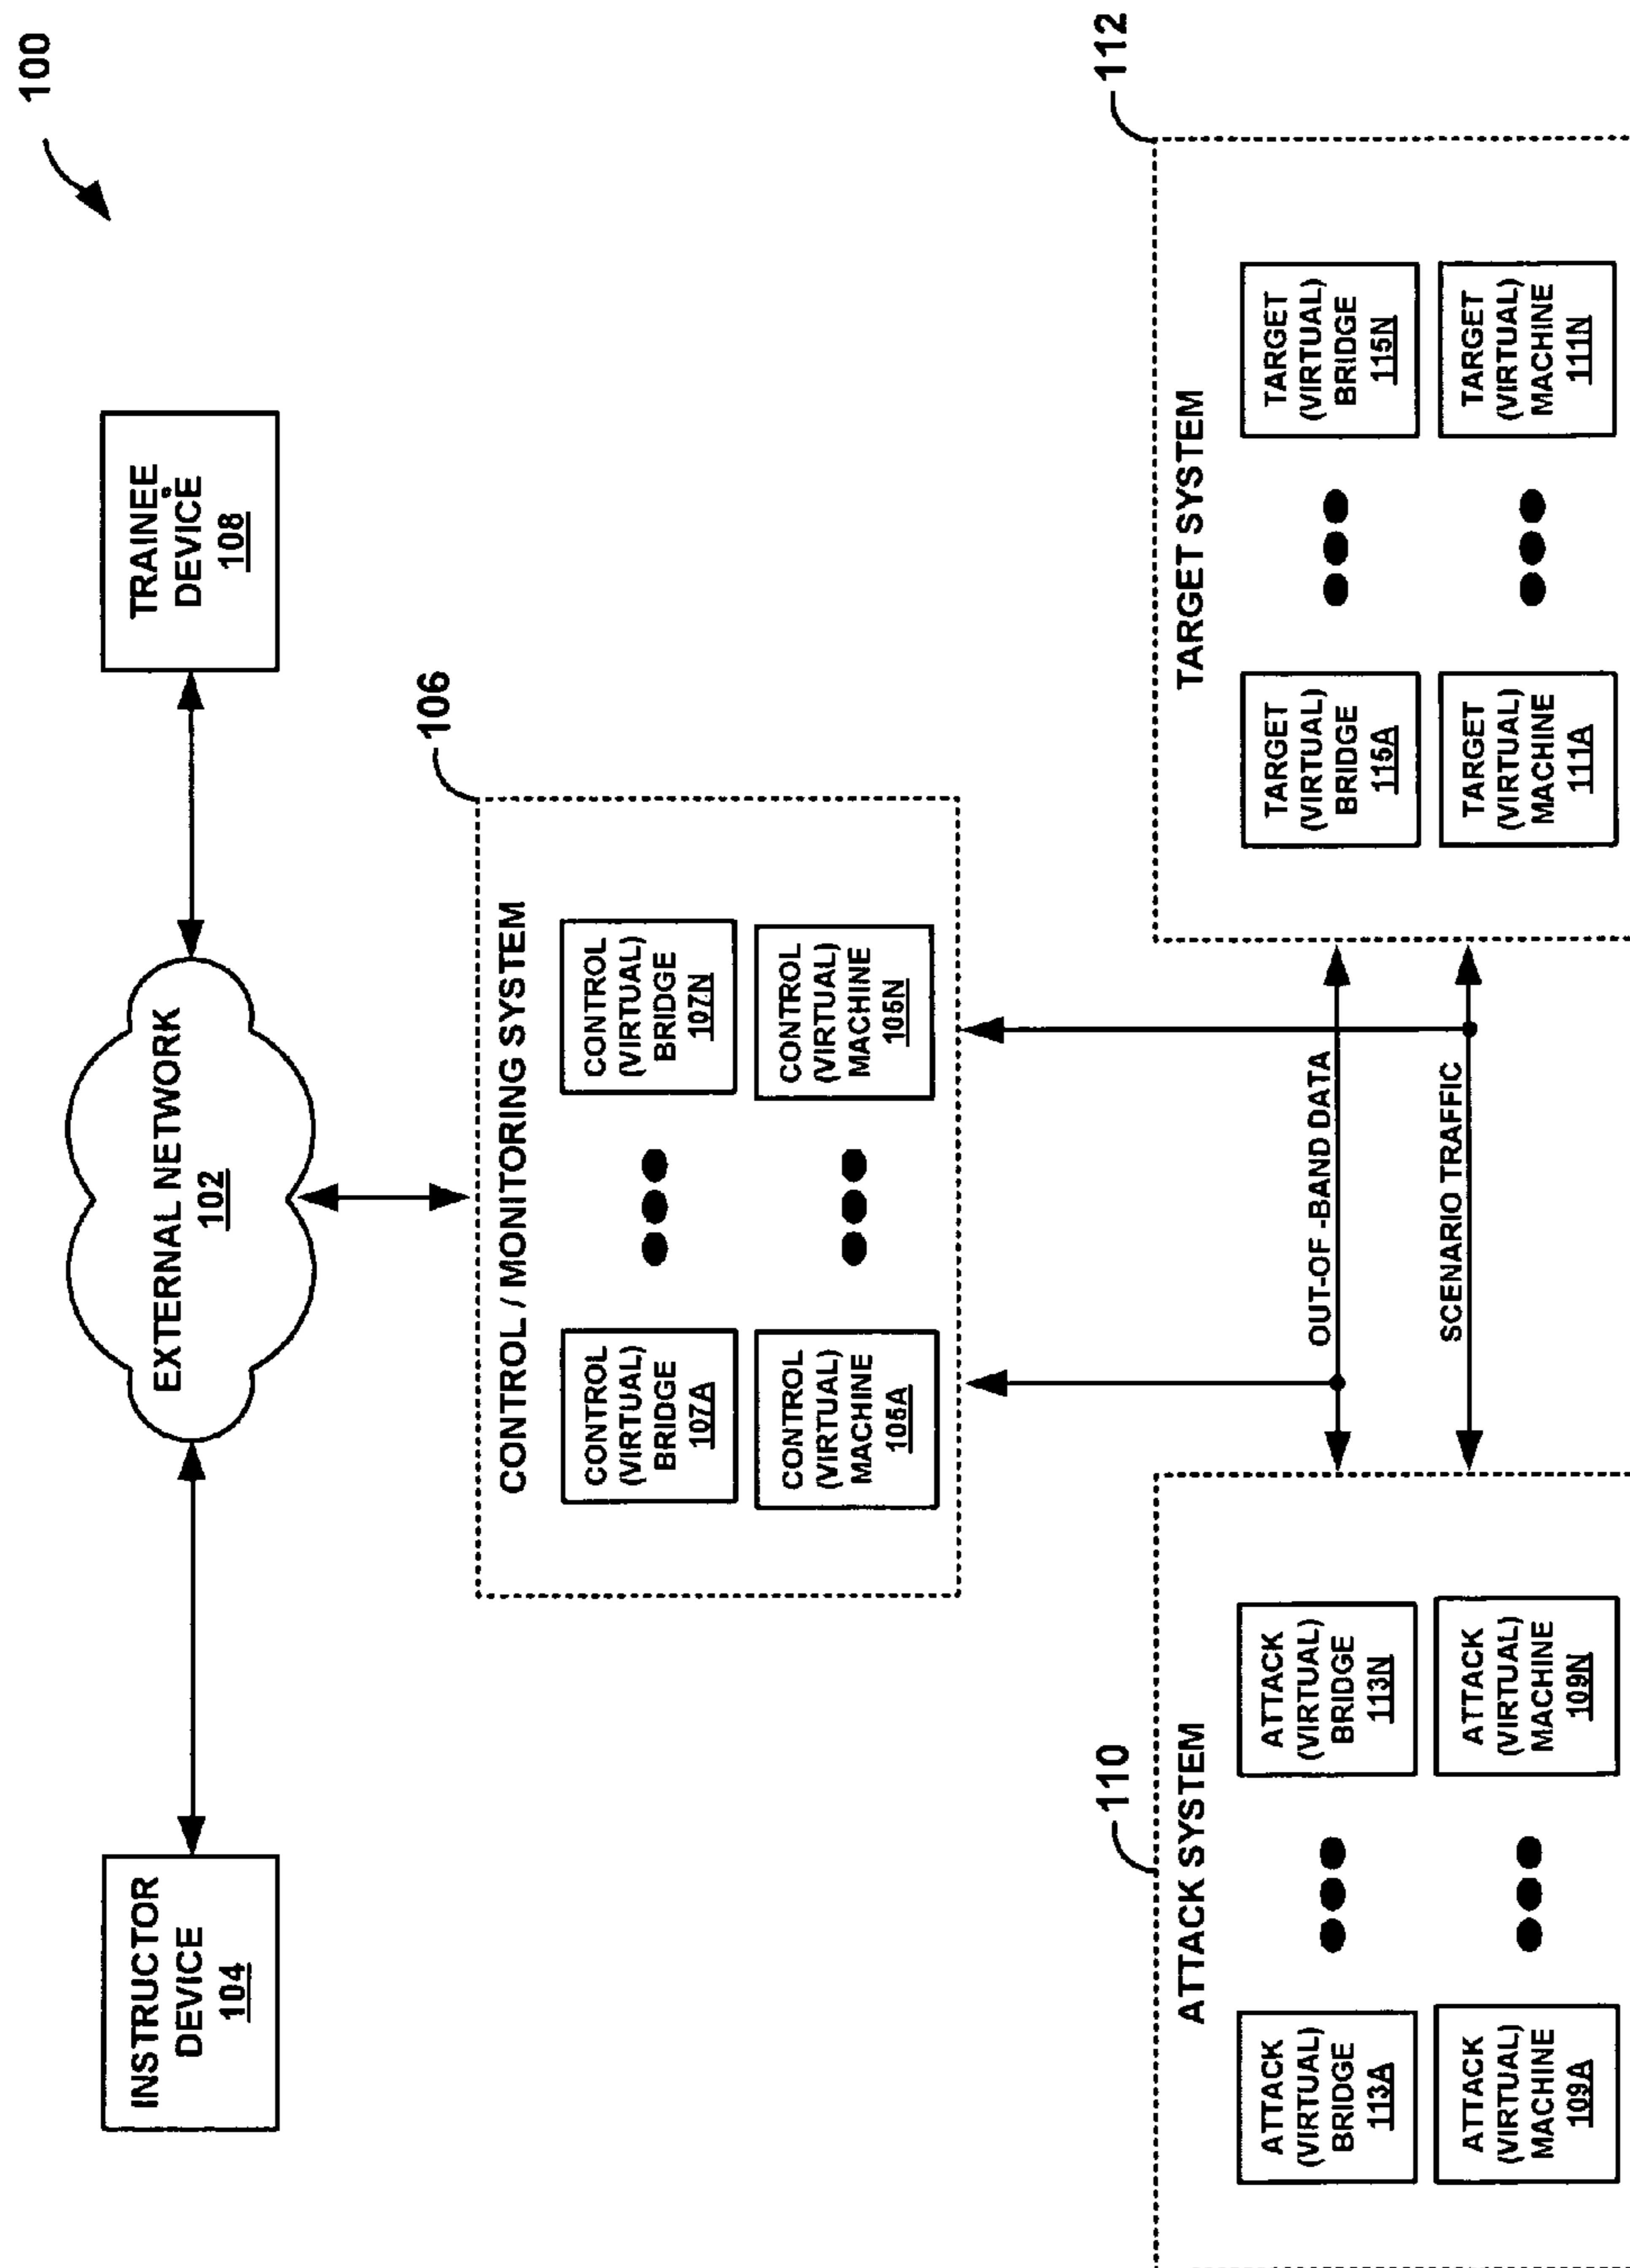 100
INSTRUCTOR
DEVICE
104
EXTERNAL NETWORK
102
TRAINEE
DEVICE
108
106
CONTROL / MONITORING SYSTEM
CONTROL
(VIRTUAL)
BRIDGE
107A
CONTROL
(VIRTUAL)
BRIDGE
107N
CONTROL
(VIRTUAL)
MACHINE
105A
CONTROL
(VIRTUAL)
MACHINE
105N
110
ATTACK SYSTEM
ATTACK
(VIRTUAL)
BRIDGE
113A
ATTACK
(VIRTUAL)
BRIDGE
113N
ATTACK
(VIRTUAL)
MACHINE
109A
ATTACK
(VIRTUAL)
MACHINE
109N
OUT-OF -BAND DATA
SCENARIO TRAFFIC
112
TARGET SYSTEM
TARGET
(VIRTUAL)
BRIDGE
115A
TARGET
(VIRTUAL)
BRIDGE
115N
TARGET
(VIRTUAL)
MACHINE
111A
TARGET
(VIRTUAL)
MACHINE
111N